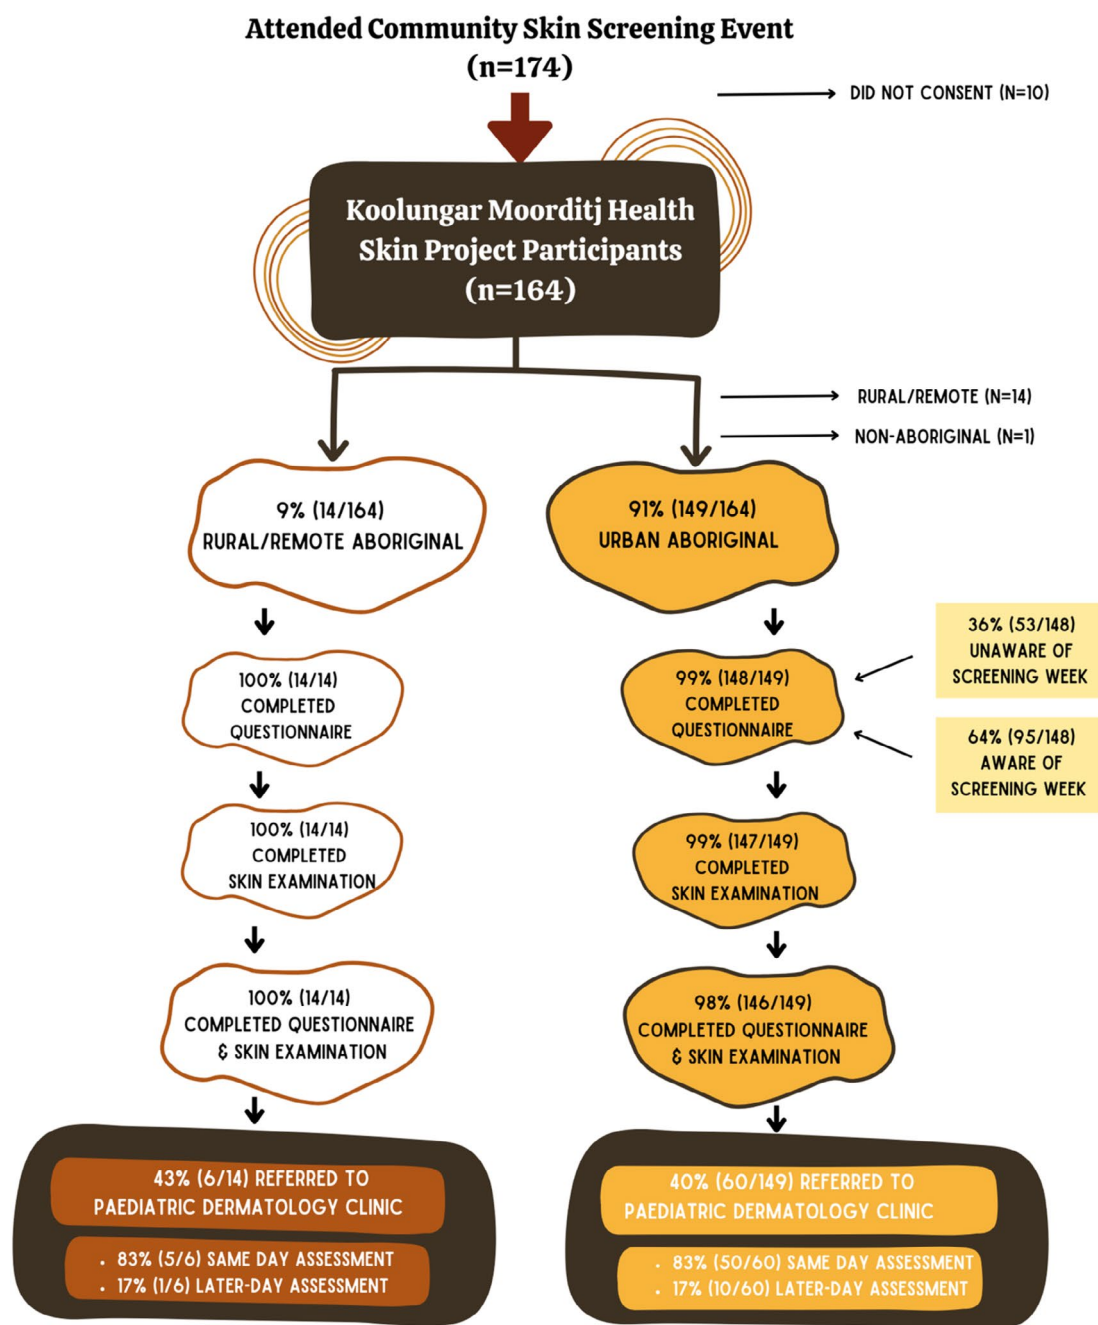 Attended Community Skin Screening Event
(n=174)
DID NOT CONSENT (N=10)
Koolungar Moorditj Health
Skin Project Participants
(n=164)
RURAL/REMOTE (N=14)
NON-ABORIGINAL (N=1)
9% (14/164)
RURAL/REMOTE ABORIGINAL
91% (149/164)
URBAN ABORIGINAL
100% (14/14)
COMPLETED
QUESTIONNAIRE
99% (148/149)
COMPLETED
QUESTIONNAIRE
36% (53/148)
UNAWARE OF
SCREENING WEEK
64% (95/148)
AWARE OF
SCREENING WEEK
100% (14/14)
COMPLETED
SKIN EXAMINATION
99% (147/149)
COMPLETED
SKIN EXAMINATION
100% (14/14)
COMPLETED QUESTIONNAIRE
& SKIN EXAMINATION
98% (146/149)
COMPLETED QUESTIONNAIRE
& SKIN EXAMINATION
43% (6/14) REFERRED TO
PAEDIATRIC DERMATOLOGY CLINIC
• 83% (5/6) SAME DAY ASSESSMENT
• 17% (1/6) LATER-DAY ASSESSMENT
40% (60/149) REFERRED TO
PAEDIATRIC DERMATOLOGY CLINIC
• 83% (50/60) SAME DAY ASSESSMENT
• 17% (10/60) LATER-DAY ASSESSMENT